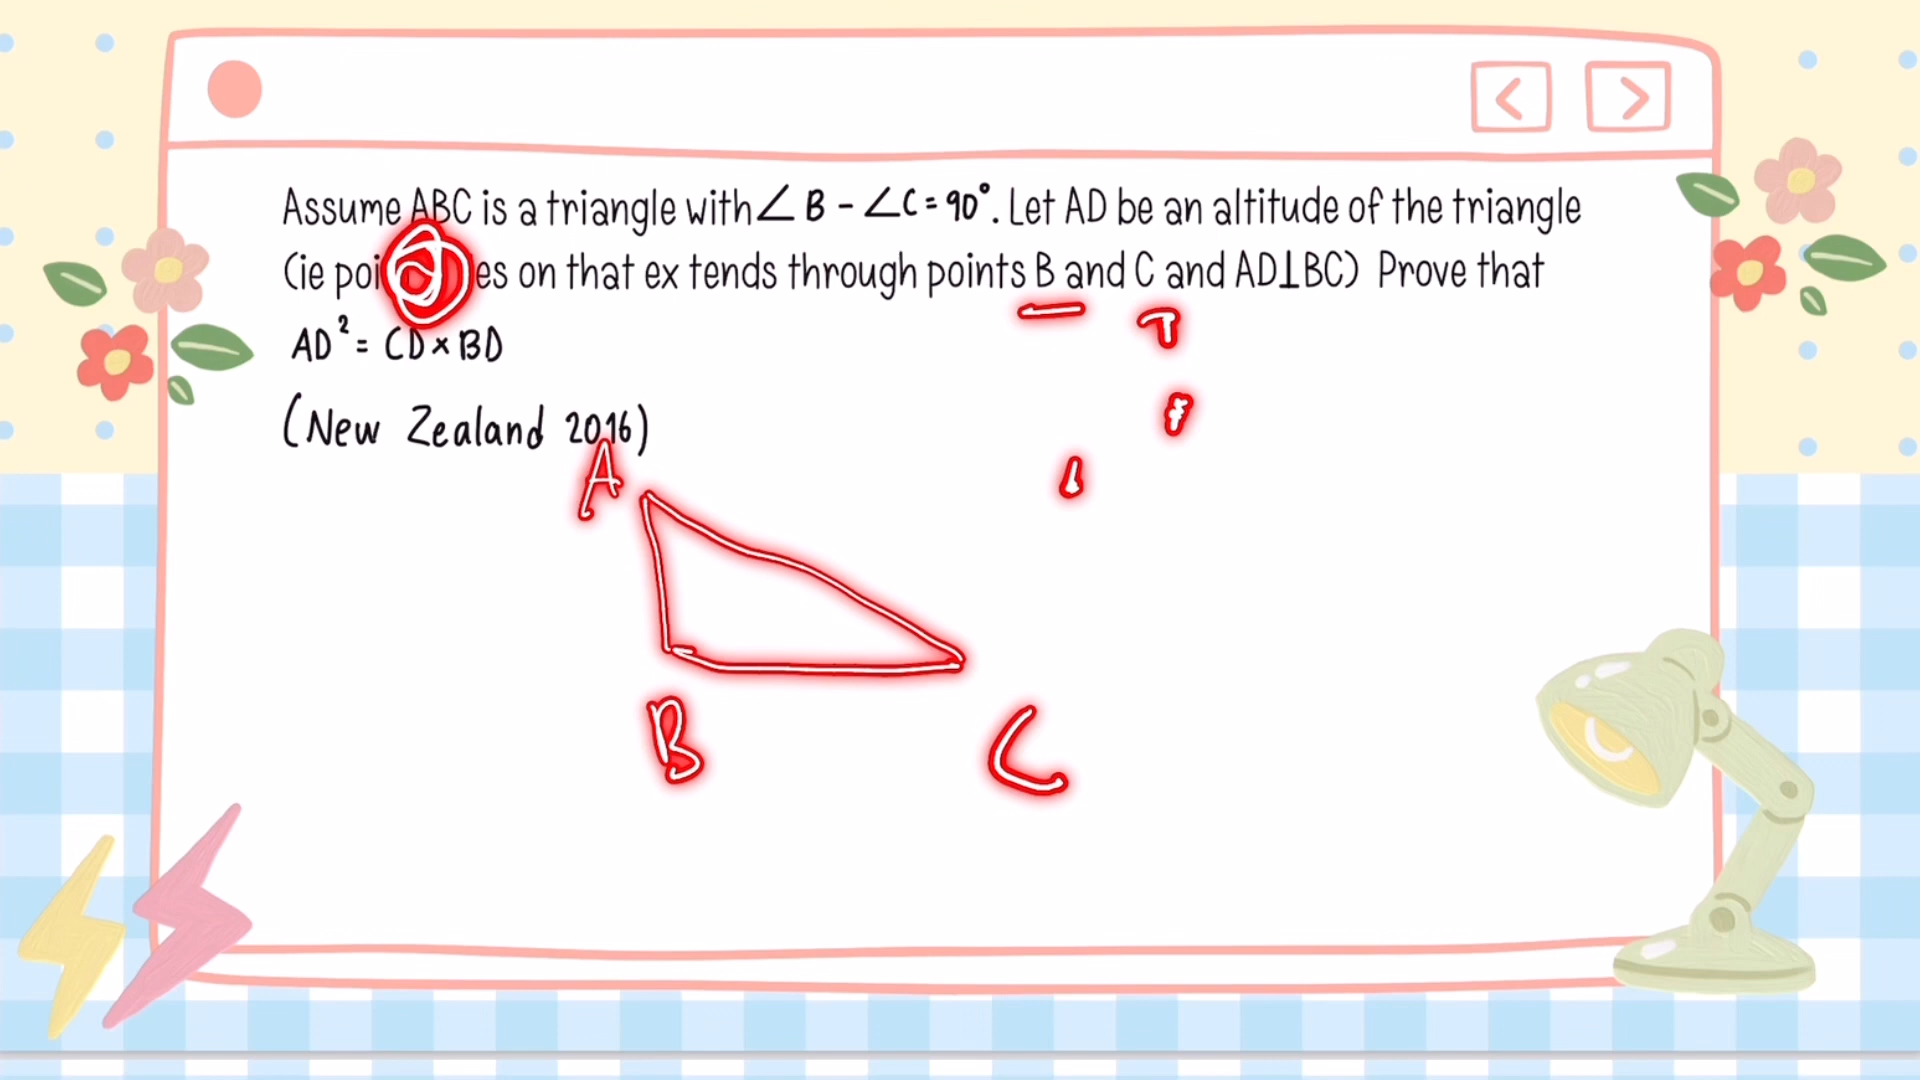 Assume ABC is a triangle with ∠B - ∠C = 90°. Let AD be an altitude of the triangle
(ie es on that ex tends through points B and C and AD⊥BC) Prove that
AD² = CD × BD
(New Zealand 2016)
A
B
C